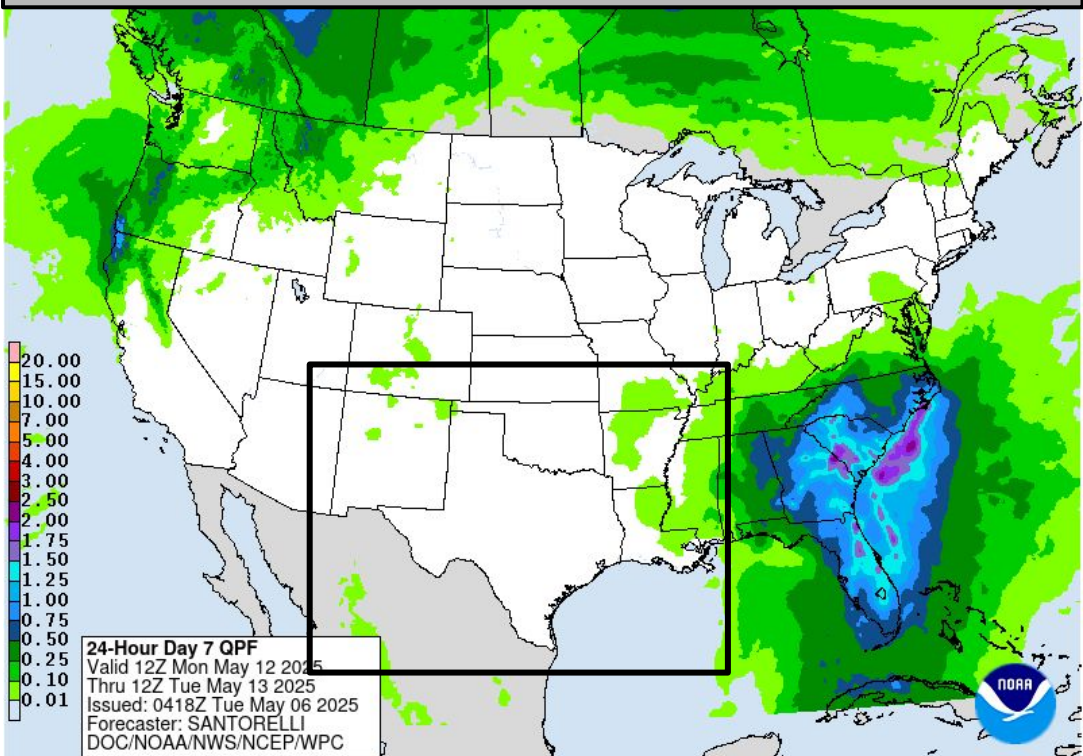 20.00
15.00
10.00
7.00
5.00
4.00
3.00
2.50
2.00
1.75
1.50
1.25
1.00
0.75
0.50
0.25
0.10
0.01
24-Hour Day 7 QPF
Valid 12Z Mon May 12 2025
Thru 12Z Tue May 13 2025
Issued: 0418Z Tue May 06 2025
Forecaster: SANTORELLI
DOC/NOAA/NWS/NCEP/WPC
NOAA